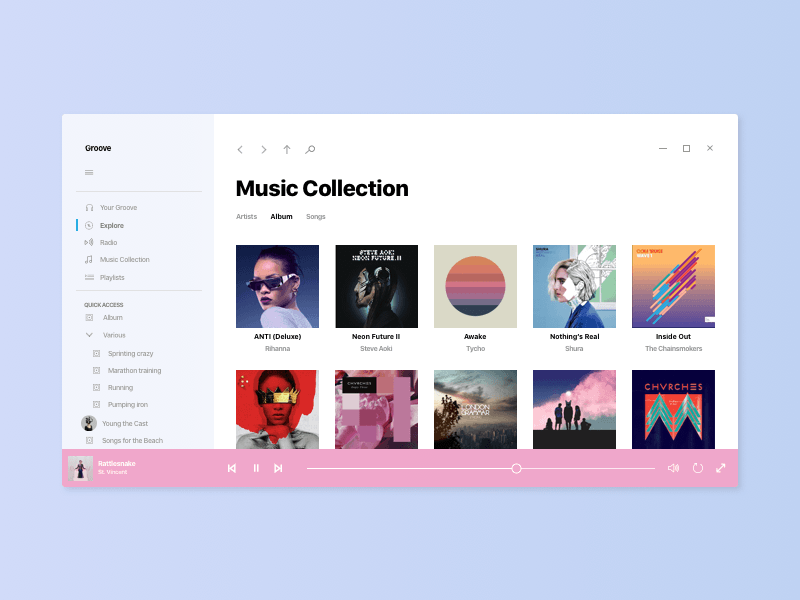 Groove
Your Groove
Explore
Radio
Music Collection
Playlists
QUICK ACCESS
Album
Various
Sprinting crazy
Marathon training
Running
Pumping iron
Young the Cast
Songs for the Beach
Music Collection
Artists Album Songs
STEVE AOKI
NEON FUTURE.II
ANTI (Deluxe)
Rihanna
Neon Future II
Steve Aoki
Awake
Tycho
Nothing's Real
Shura
Inside Out
The Chainsmokers
CHVRCHES
LONDON
GRAMMAR
CHVRCHES
Rattlesnake
St. Vincent